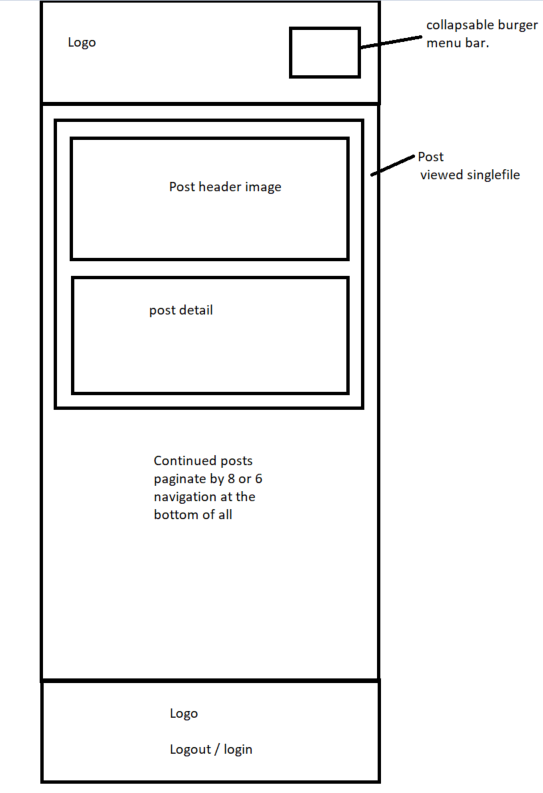 Logo
collapsable burger
menu bar.
Post
viewed singlefile
Post header image
post detail
Continued posts
paginate by 8 or 6
navigation at the
bottom of all
Logo
Logout / login